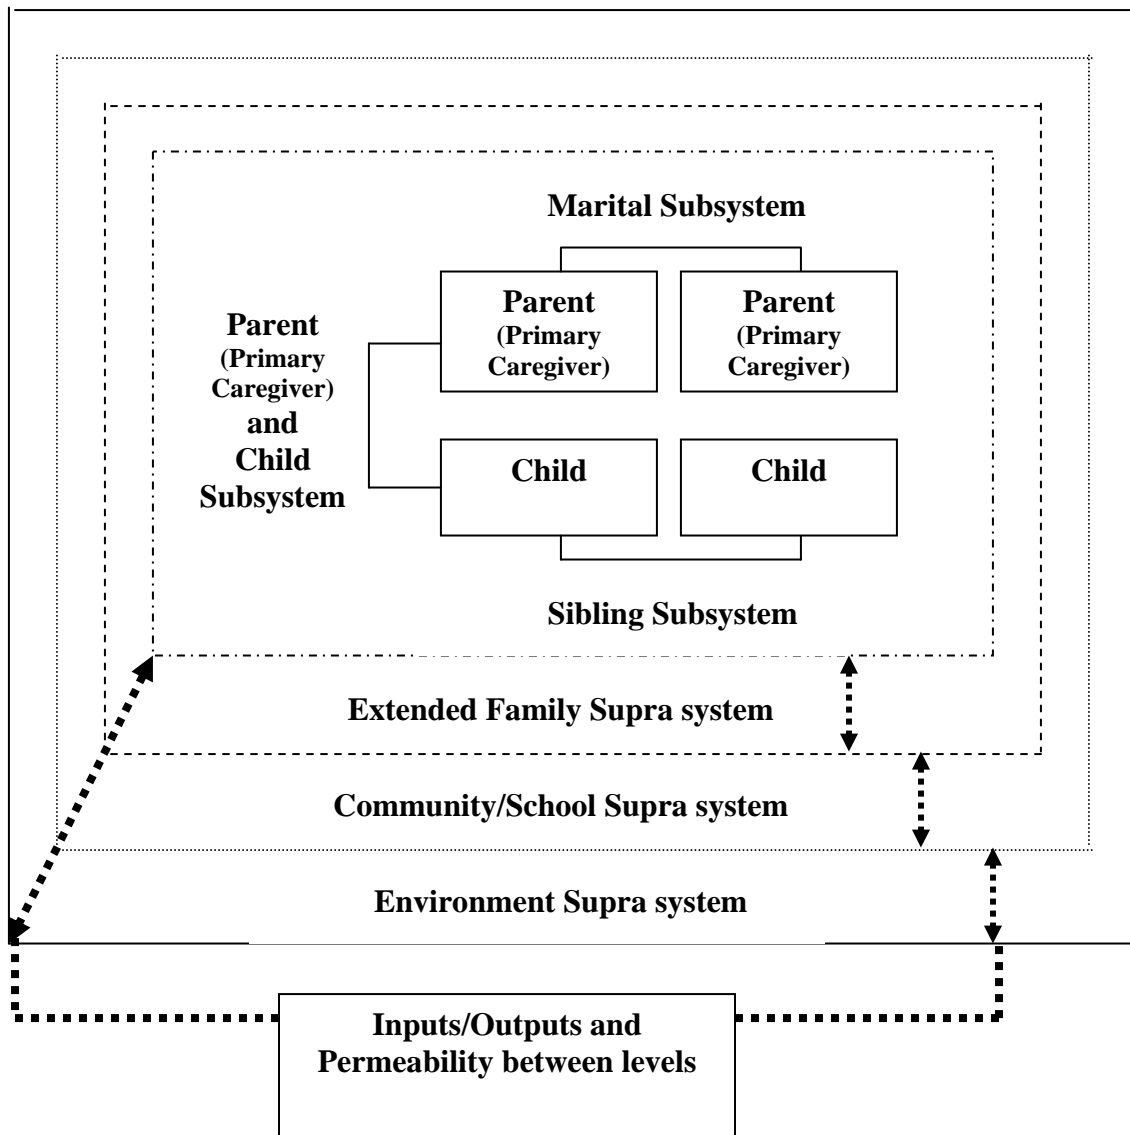 Marital Subsystem
Parent
(Primary
Caregiver)
Parent
(Primary
Caregiver)
Parent
(Primary
Caregiver)
and
Child
Subsystem
Child
Child
Sibling Subsystem
Extended Family Supra system
Community/School Supra system
Environment Supra system
Inputs/Outputs and
Permeability between levels